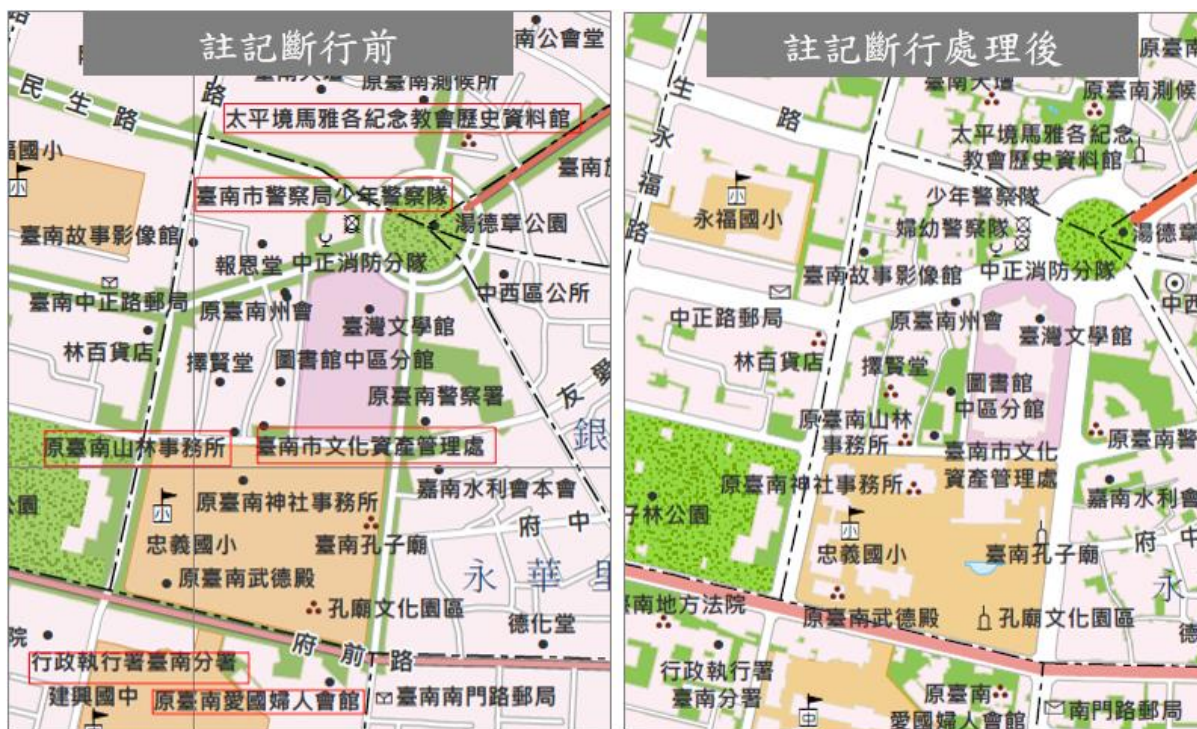 註記斷行前
路
南公會堂
原臺南測候所
民生路
路
太平境馬雅各紀念教會歷史資料館
福國小
小
臺南市警察局少年警察隊
臺南故事影像館
湯德章公園
報恩堂
中正消防分隊
中西區公所
臺南中正路郵局
原臺南州會
臺灣文學館
林百貨店
擇賢堂
圖書館中區分館
原臺南警察署
友愛
銀
原臺南山林事務所
臺南市文化資產管理處
公園
原臺南神社事務所
嘉南水利會本會
小
府中
忠義國小
臺南孔子廟
永華里
原臺南武德殿
孔廟文化園區
德化堂
院
府前路
行政執行署臺南分署
建興國中
原臺南愛國婦人會館
臺南南門路郵局
中
註記斷行處理後
原臺南
臺南大壇
原臺南測候
生路
太平境馬雅各紀念
教會歷史資料館
永福路
小
永福國小
少年警察隊
婦幼警察隊
湯德章
臺南故事影像館
中正消防分隊
中正路郵局
原臺南州會
中西
臺灣文學館
林百貨店
擇賢堂
圖書館
中區分館
原臺南山林
事務所
臺南市文化
資產管理處
原臺南警
原臺南神社事務所
嘉南水利會
子林公園
小
府中
忠義國小
臺南孔子廟
永
臺南地方法院
原臺南武德殿
孔廟文化園區
德
行政執行署
臺南分署
原臺南
愛國婦人會館
南門路郵局
中